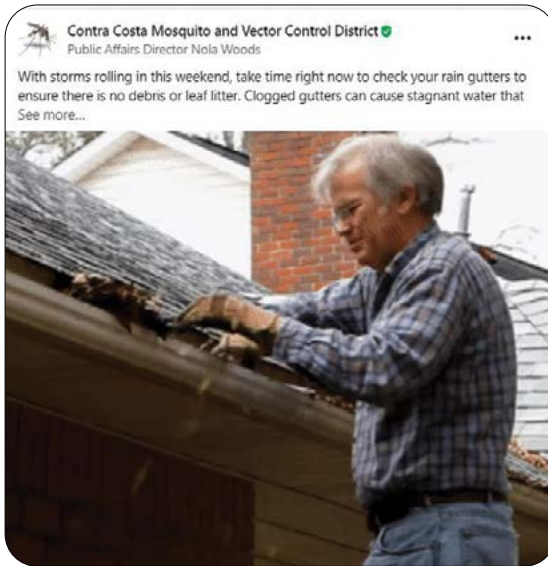 Contra Costa Mosquito and Vector Control District
Public Affairs Director Nola Woods
With storms rolling in this weekend, take time right now to check your rain gutters to
ensure there is no debris or leaf litter. Clogged gutters can cause stagnant water that
See more...